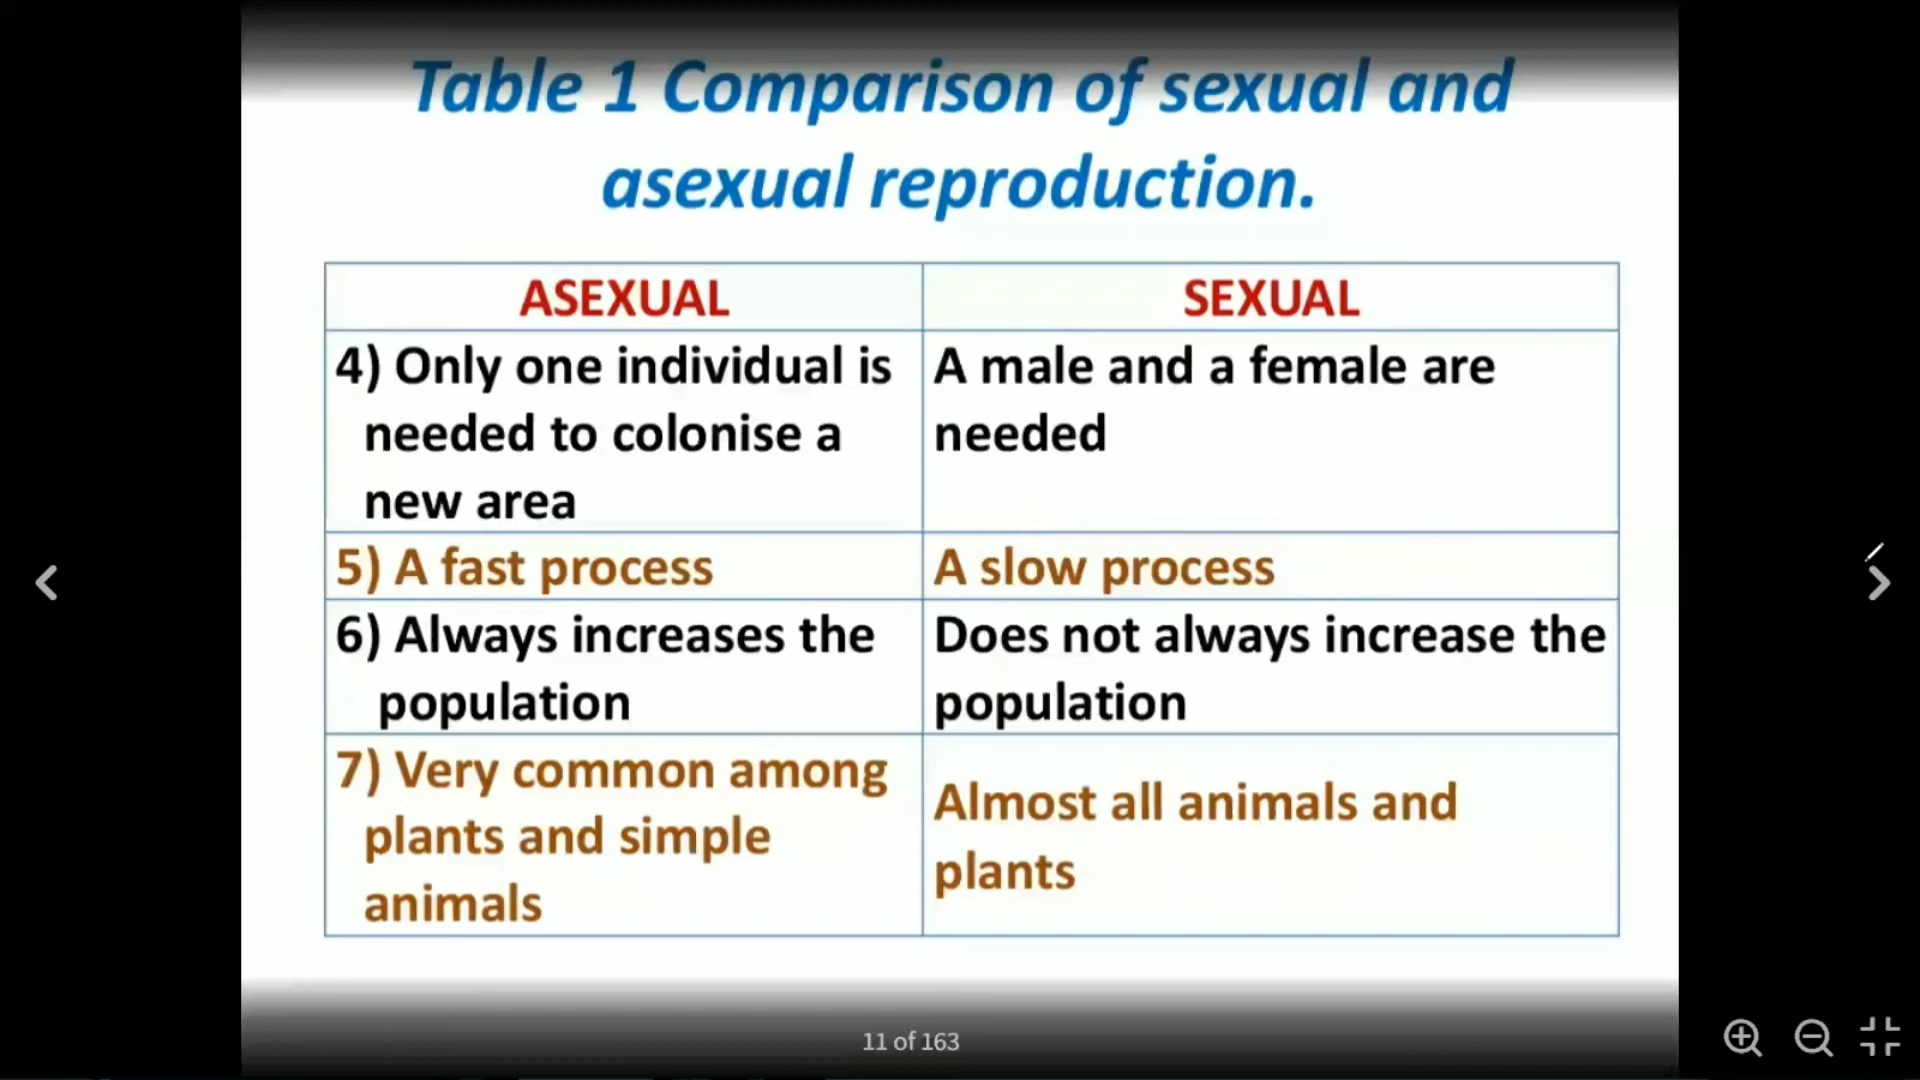 Table 1 Comparison of sexual and
asexual reproduction.
ASEXUAL
SEXUAL
4) Only one individual is
needed to colonise a
new area
A male and a female are
needed
5) A fast process
A slow process
6) Always increases the
population
Does not always increase the
population
7) Very common among
plants and simple
animals
Almost all animals and
plants
11 of 163